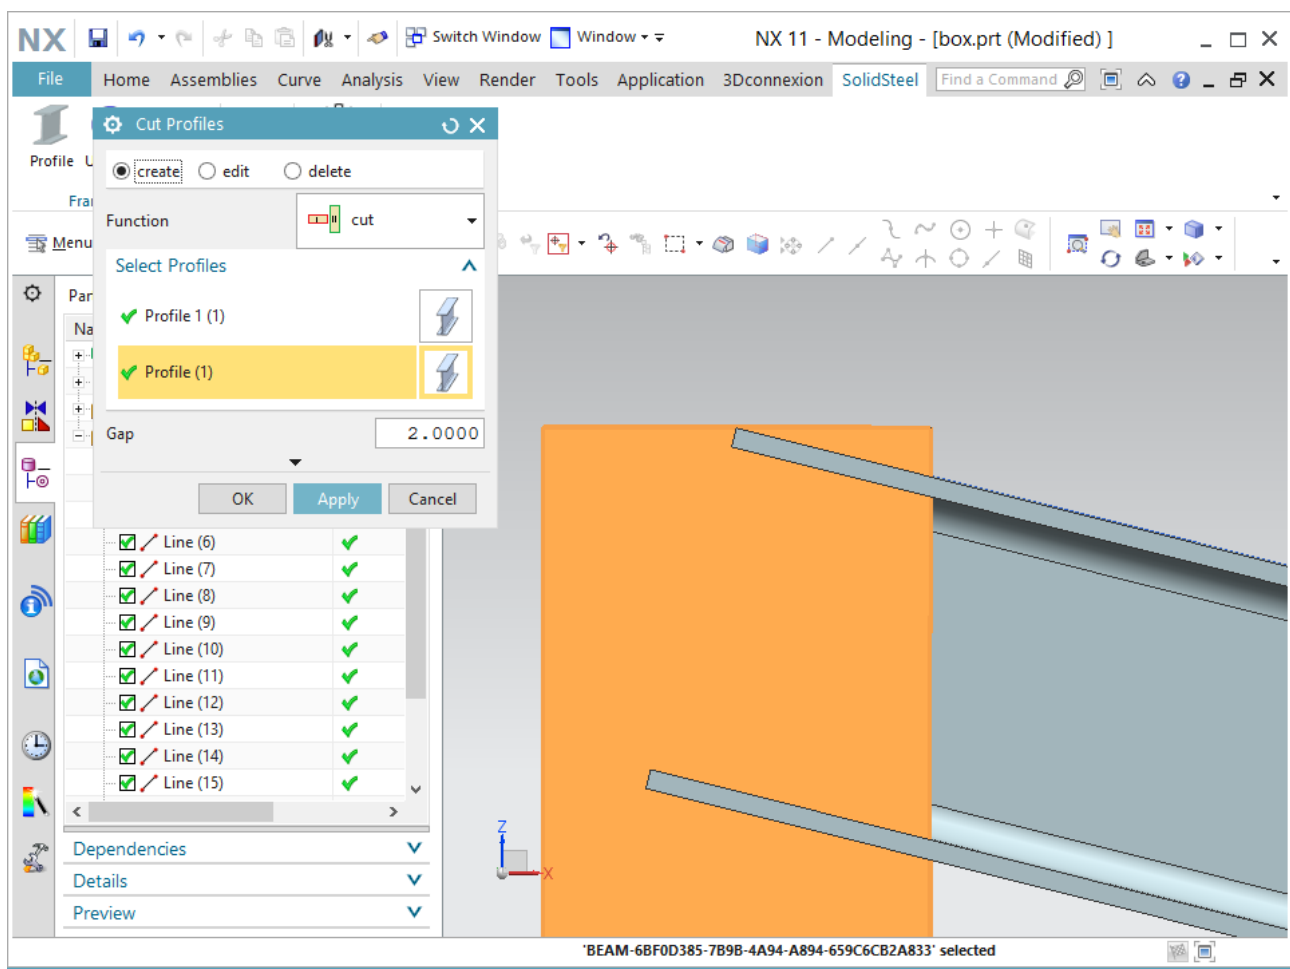 NX Switch Window Window NX 11 - Modeling - [box.prt (Modified) ]
File Home Assemblies Curve Analysis View Render Tools Application 3Dconnexion SolidSteel Find a Command
Cut Profiles
Profile U
create edit delete
Fra
Function cut
Menu
Select Profiles
Par
Profile 1 (1)
Na
Profile (1)
Gap 2.0000
OK Apply Cancel
Line (6)
Line (7)
Line (8)
Line (9)
Line (10)
Line (11)
Line (12)
Line (13)
Line (14)
Line (15)
Z
X
Dependencies
Details
Preview
'BEAM-6BF0D385-7B9B-4A94-A894-659C6CB2A833' selected